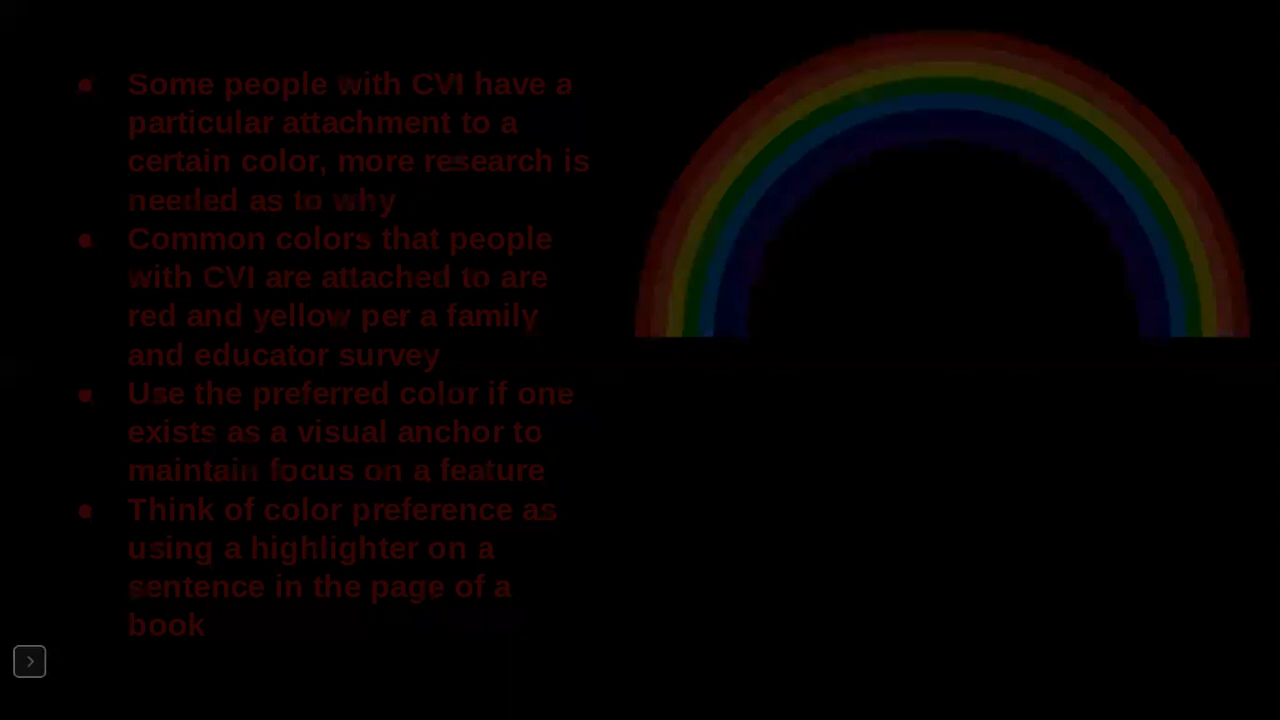 • Some people with CVI have a
particular attachment to a
certain color, more research is
needed as to why
• Common colors that people
with CVI are attached to are
red and yellow per a family
and educator survey
• Use the preferred color if one
exists as a visual anchor to
maintain focus on a feature
• Think of color preference as
using a highlighter on a
sentence in the page of a
book